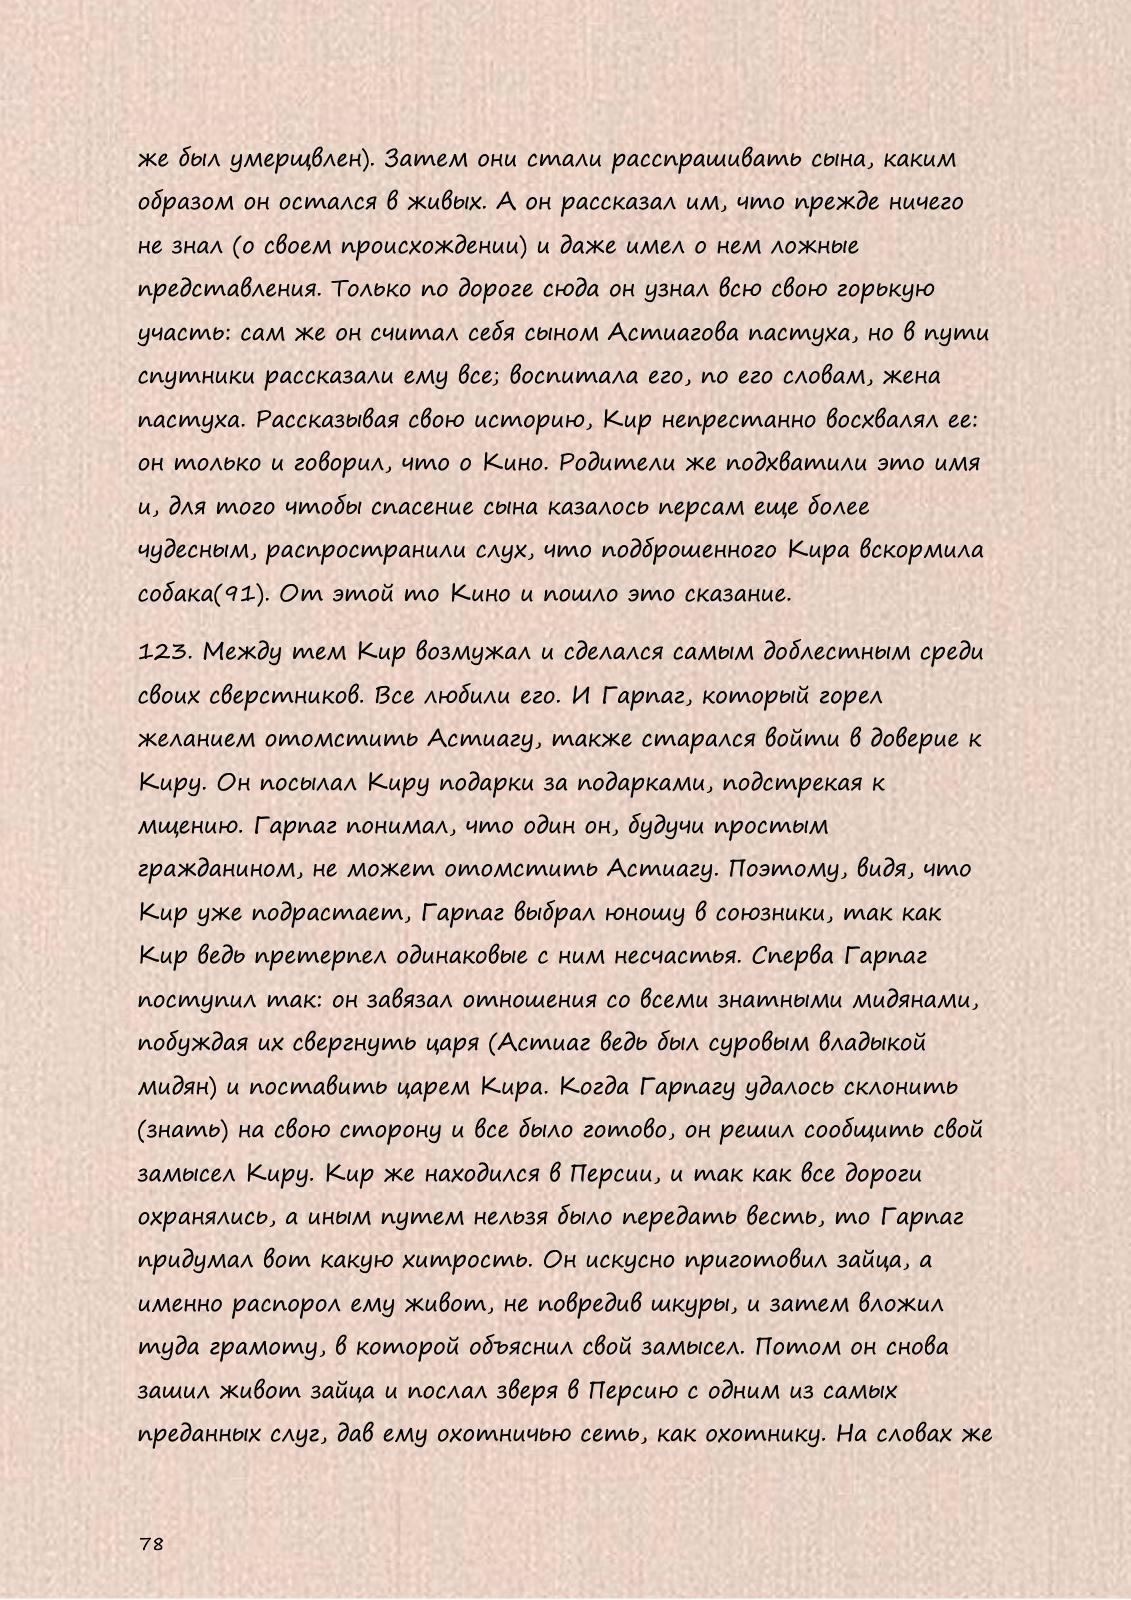 же был умерщвлен). Затем они стали расспрашивать сына, каким
образом он остался в живых. А он рассказал им, что прежде ничего
не знал (о своем происхождении) и даже имел о нем ложные
представления. Только по дороге сюда он узнал всю свою горькую
участь: сам же он считал себя сыном Астиагова пастуха, но в пути
спутники рассказали ему все; воспитала его, по его словам, жена
пастуха. Рассказывая свою историю, Кир непрестанно восхвалял ее:
он только и говорил, что о Кино. Родители же подхватили это имя
и, для того чтобы спасение сына казалось персам еще более
чудесным, распространили слух, что подброшенного Кира вскормила
собака(91). От этой то Кино и пошло это сказание.
123. Между тем Кир возмужал и сделался самым доблестным среди
своих сверстников. Все любили его. И Гарпаг, который горел
желанием отомстить Астиагу, также старался войти в доверие к
Киру. Он посылал Киру подарки за подарками, подстрекая к
мщению. Гарпаг понимал, что один он, будучи простым
гражданином, не может отомстить Астиагу. Поэтому, видя, что
Кир уже подрастает, Гарпаг выбрал юношу в союзники, так как
Кир ведь претерпел одинаковые с ним несчастья. Сперва Гарпаг
поступил так: он завязал отношения со всеми знатными мидянами,
побуждая их свергнуть царя (Астиаг ведь был суровым владыкой
мидян) и поставить царем Кира. Когда Гарпагу удалось склонить
(знать) на свою сторону и все было готово, он решил сообщить свой
замысел Киру. Кир же находился в Персии, и так как все дороги
охранялись, а иным путем нельзя было передать весть, то Гарпаг
придумал вот какую хитрость. Он искусно приготовил зайца, а
именно распорол ему живот, не повредив шкуры, и затем вложил
туда грамоту, в которой объяснил свой замысел. Потом он снова
зашил живот зайца и послал зверя в Персию с одним из самых
преданных слуг, дав ему охотничью сеть, как охотнику. На словах же
78